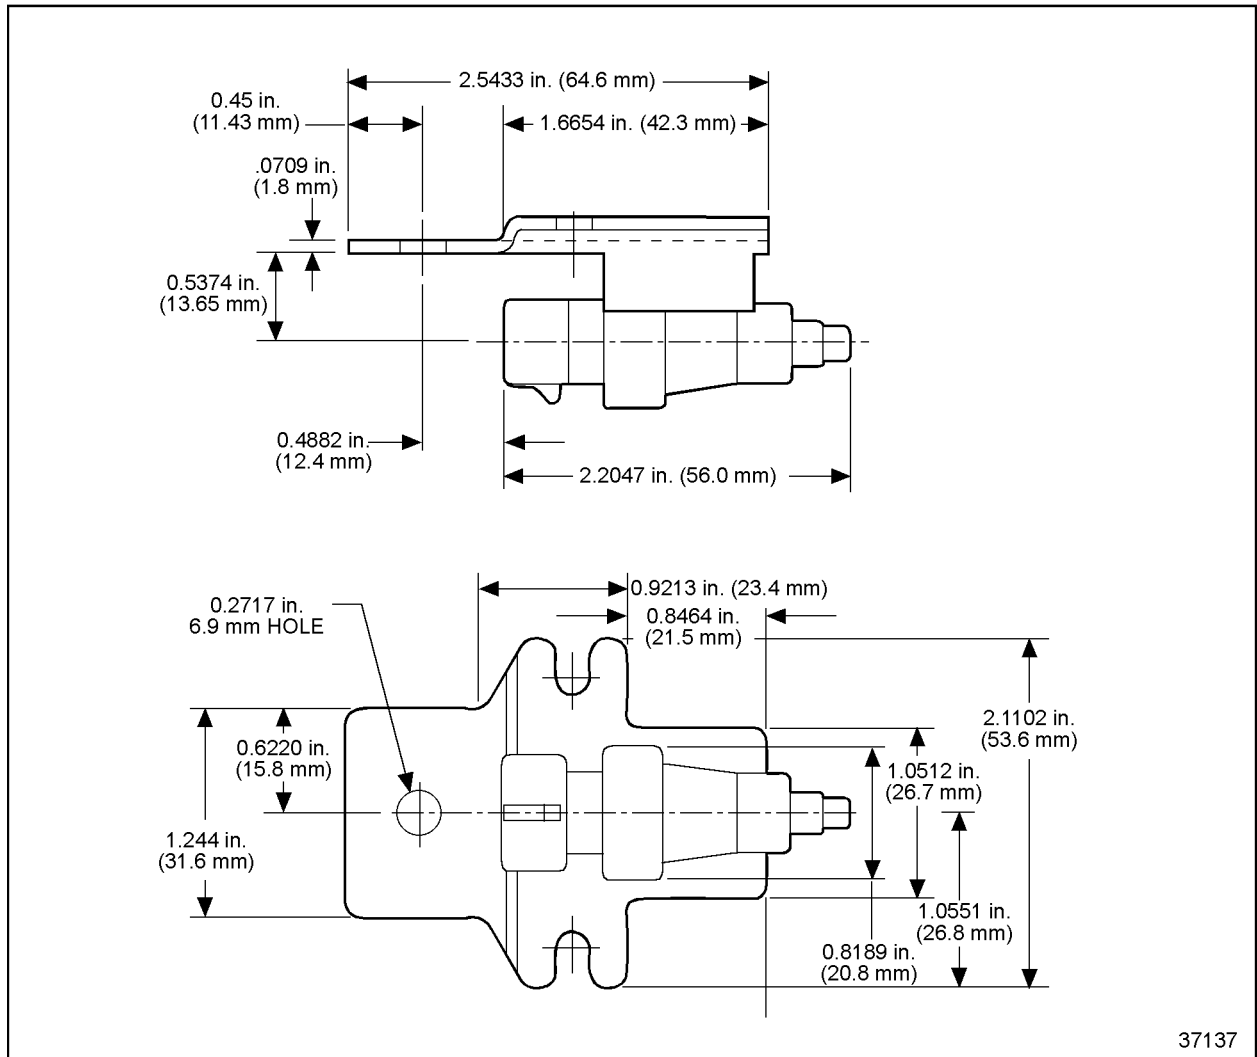 2.5433 in. (64.6 mm)
0.45 in.
(11.43 mm)
1.6654 in. (42.3 mm)
.0709 in.
(1.8 mm)
0.5374 in.
(13.65 mm)
0.4882 in.
(12.4 mm)
2.2047 in. (56.0 mm)
0.9213 in. (23.4 mm)
0.2717 in.
6.9 mm HOLE
0.8464 in.
(21.5 mm)
2.1102 in.
(53.6 mm)
0.6220 in.
(15.8 mm)
1.0512 in.
(26.7 mm)
1.244 in.
(31.6 mm)
1.0551 in.
(26.8 mm)
0.8189 in.
(20.8 mm)
37137